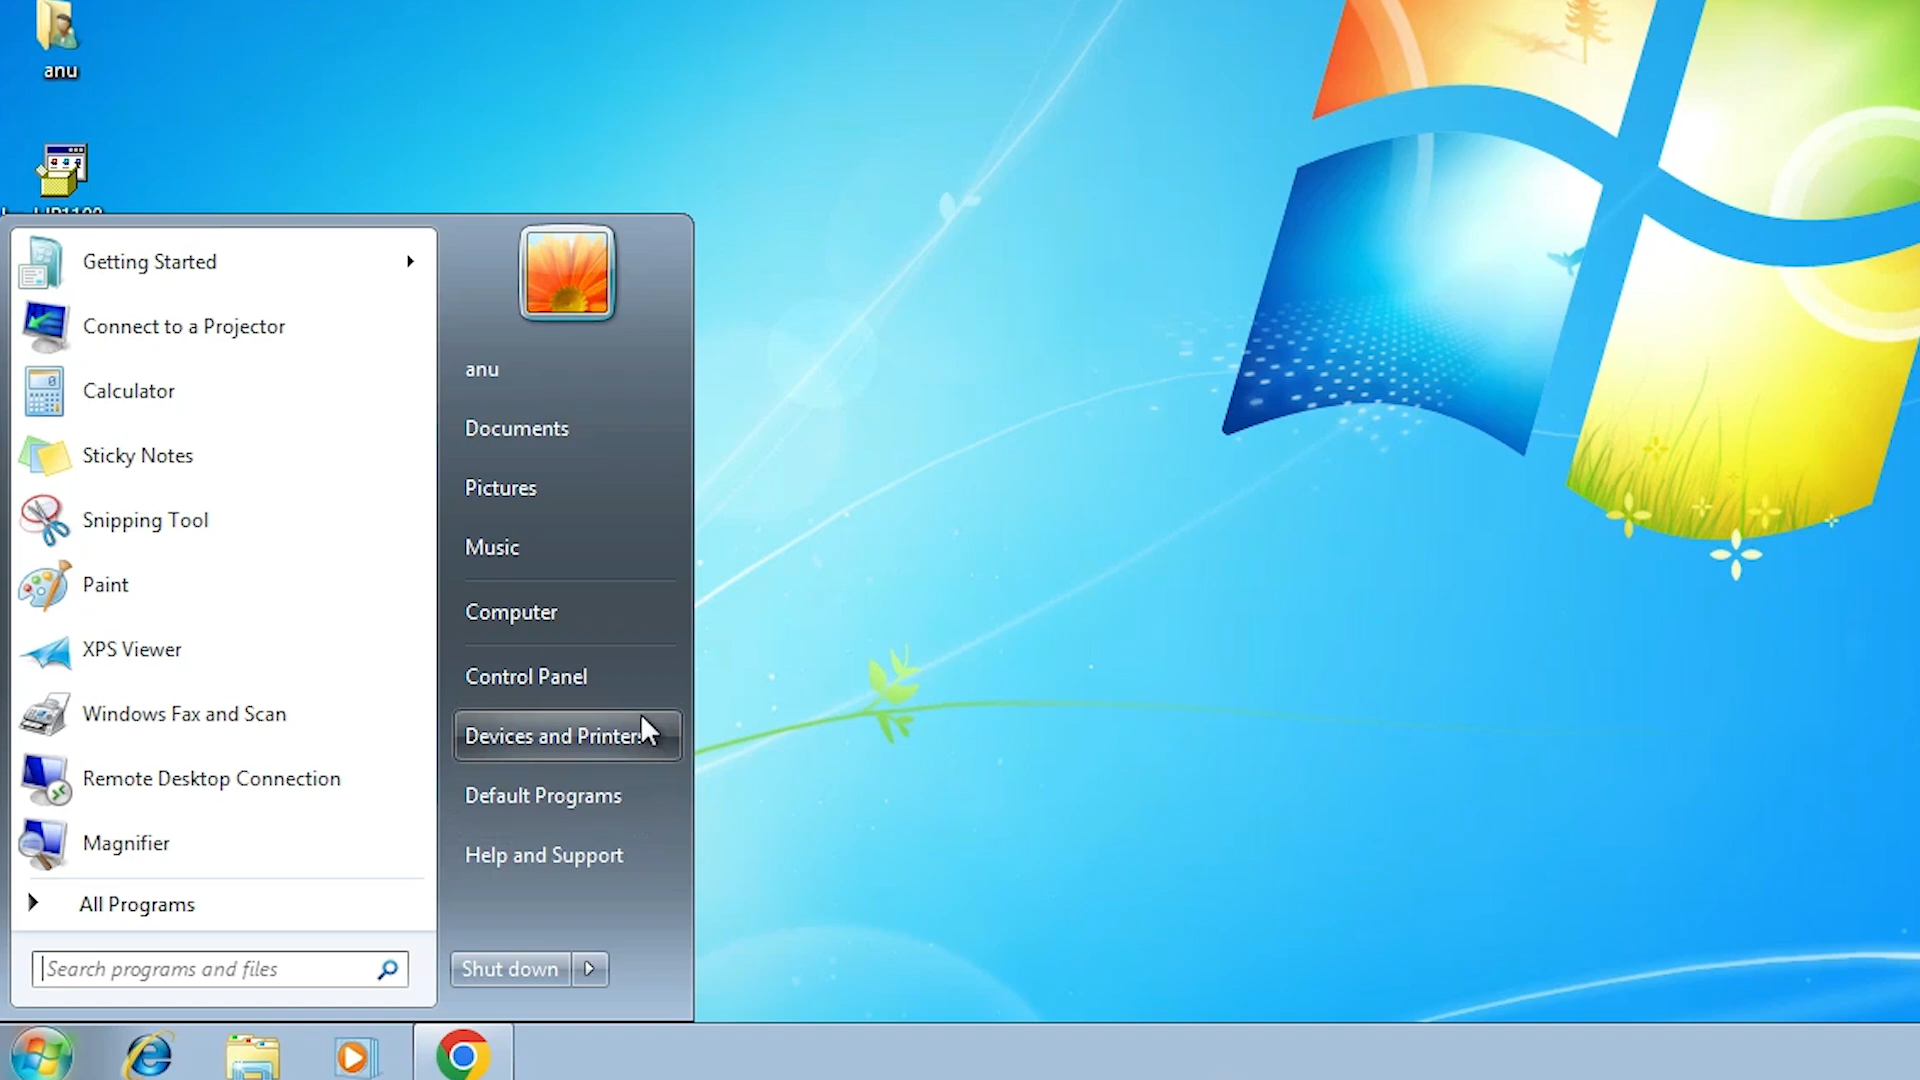 anu
Getting Started
Connect to a Projector
Calculator
Sticky Notes
Snipping Tool
Paint
XPS Viewer
Windows Fax and Scan
Remote Desktop Connection
Magnifier
All Programs
Search programs and files
anu
Documents
Pictures
Music
Computer
Control Panel
Devices and Printers
Default Programs
Help and Support
Shut down